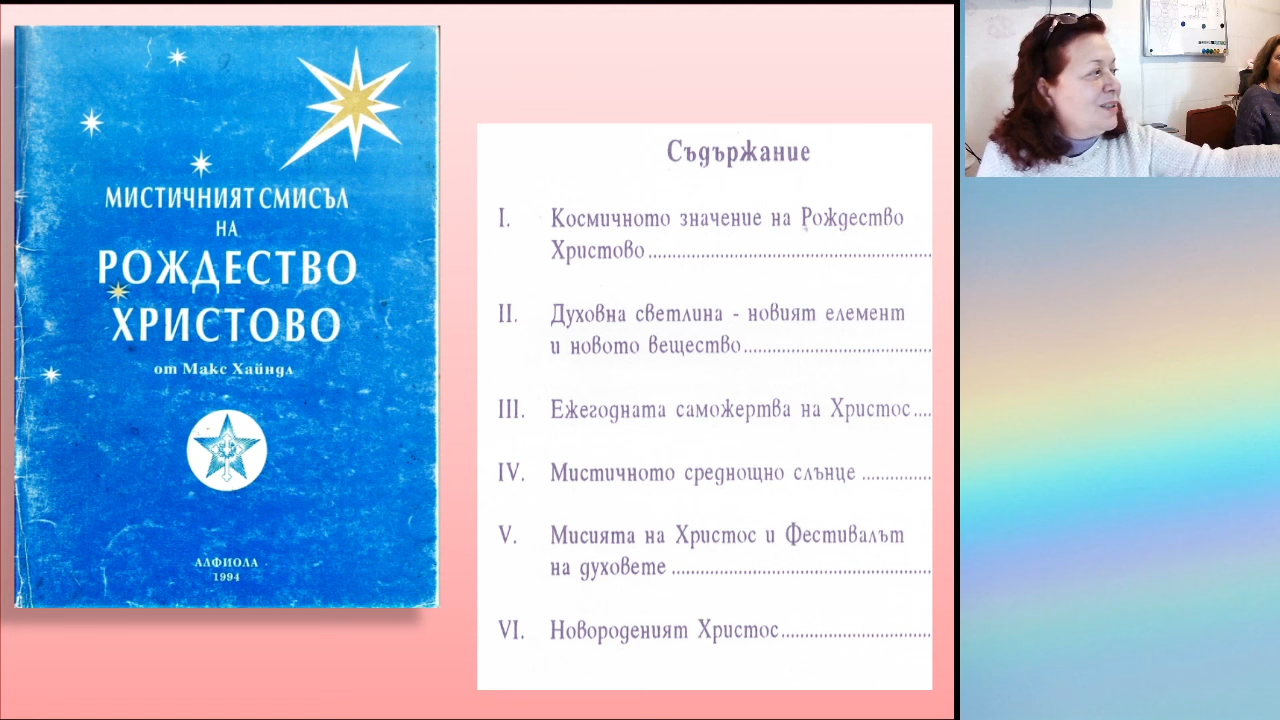 МИСТИЧНИЯТ СМИСЪЛ
НА
РОЖДЕСТВО
ХРИСТОВО
от Макс Хайндл
АЛФИОЛА
1994
Съдържание
I. Космичното значение на Рождество
Христово
II. Духовна светлина - новият елемент
и новото вещество
III. Ежегодната саможертва на Христос
IV. Мистичното среднощно слънце
V. Мисията на Христос и Фестивалът
на духовете
VI. Новороденият Христос